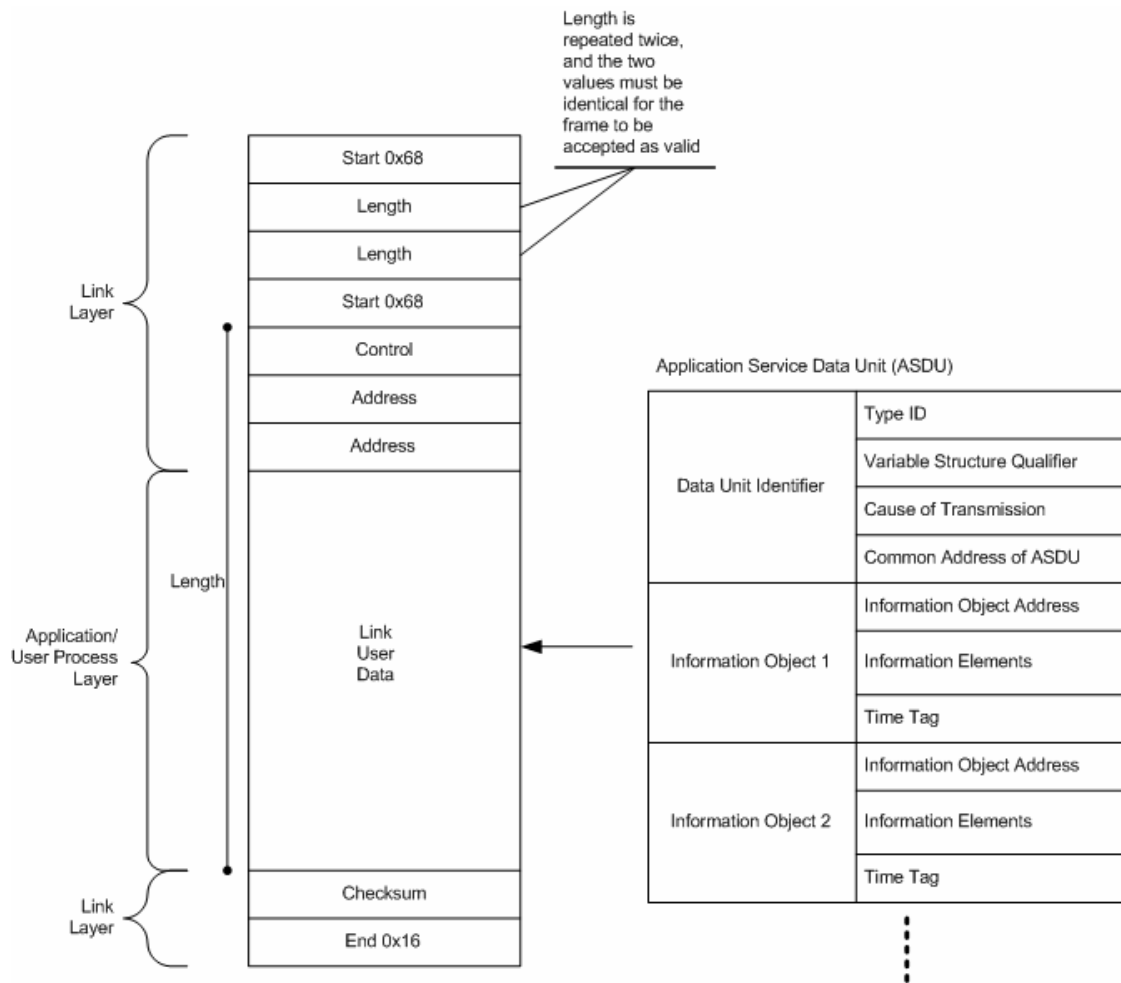 Length is
repeated twice,
and the two
values must be
identical for the
frame to be
accepted as valid
Start 0x68
Length
Length
Start 0x68
Control
Address
Address
Link
User
Data
Checksum
End 0x16
Link
Layer
Length
Application/
User Process
Layer
Link
Layer
Application Service Data Unit (ASDU)
Data Unit Identifier
Type ID
Variable Structure Qualifier
Cause of Transmission
Common Address of ASDU
Information Object 1
Information Object Address
Information Elements
Time Tag
Information Object 2
Information Object Address
Information Elements
Time Tag